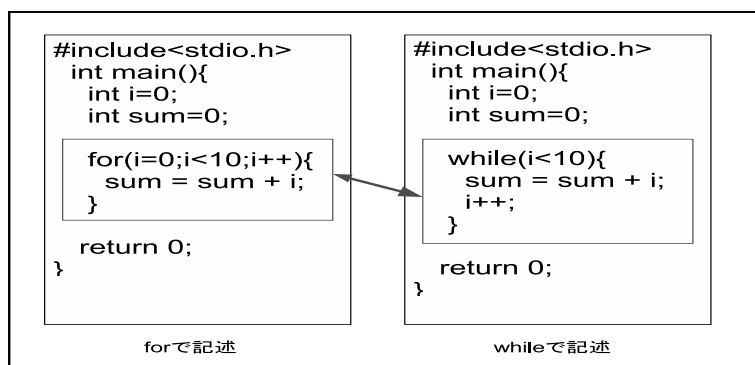 #include<stdio.h>
int main(){
int i=0;
int sum=0;
for(i=0;i<10;i++){
sum = sum + i;
}
return 0;
}
forで記述
#include<stdio.h>
int main(){
int i=0;
int sum=0;
while(i<10){
sum = sum + i;
i++;
}
return 0;
}
whileで記述